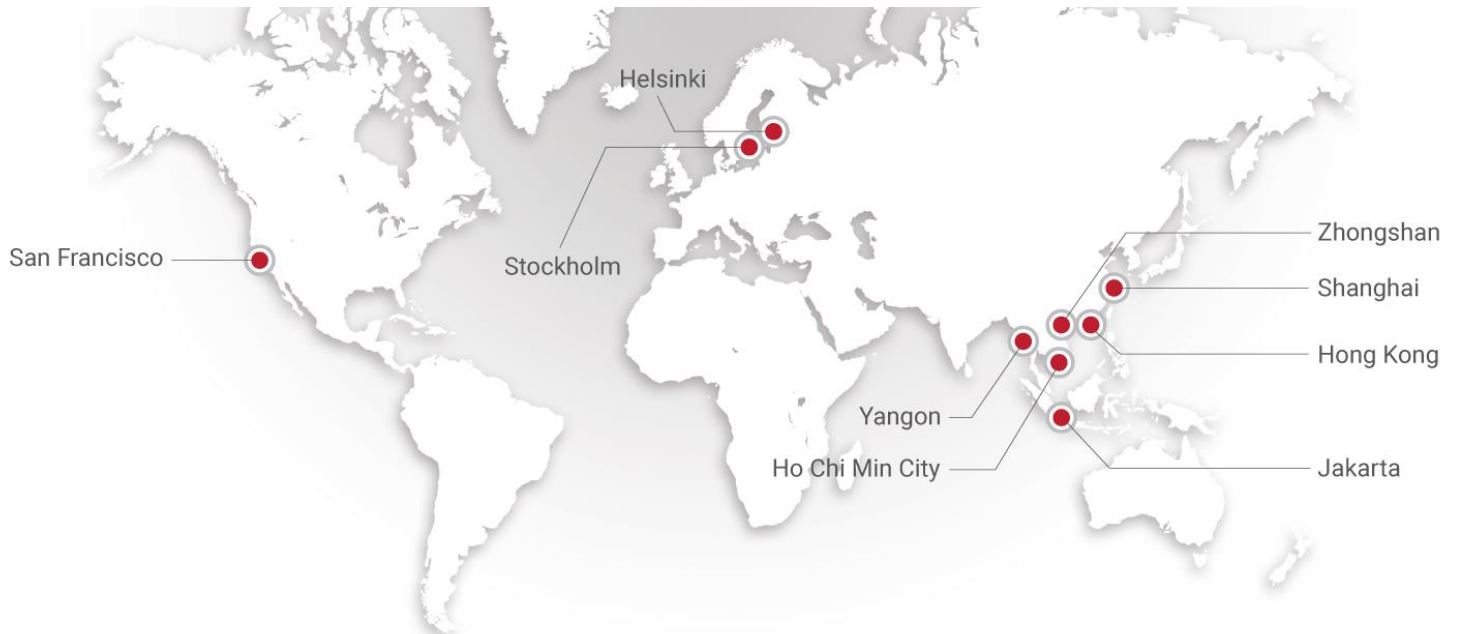 Helsinki
Zhongshan
San Francisco
Stockholm
Shanghai
Hong Kong
Yangon
Ho Chi Min City
Jakarta